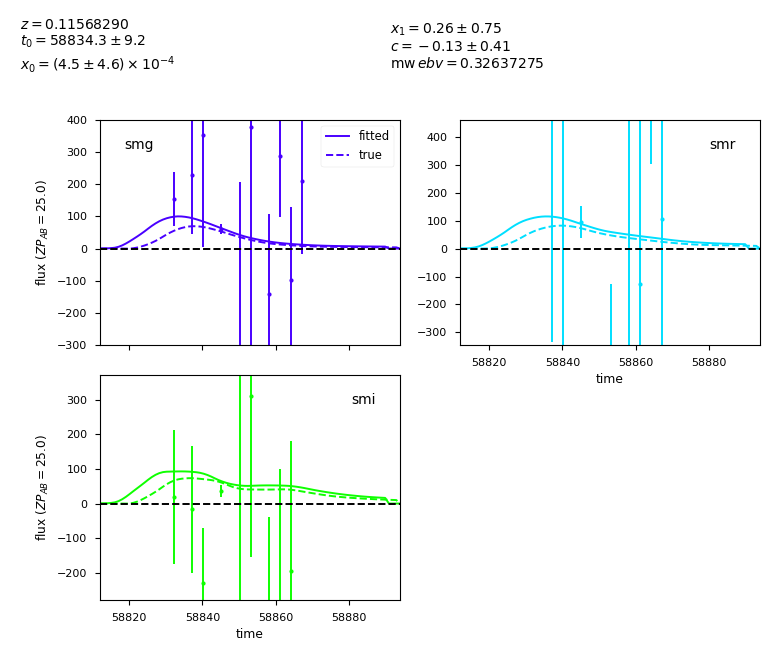 z = 0.11568290
t₀ = 58834.3 ± 9.2
x₀ = (4.5 ± 4.6) × 10⁻⁴
x₁ = 0.26 ± 0.75
c = −0.13 ± 0.41
mw ebv = 0.32637275
400
300
200
100
0
−100
−200
−300
flux (ZP_AB = 25.0)
smg
fitted
true
400
300
200
100
0
−100
−200
−300
smr
58820
58840
58860
58880
time
300
200
100
0
−100
−200
flux (ZP_AB = 25.0)
smi
58820
58840
58860
58880
time